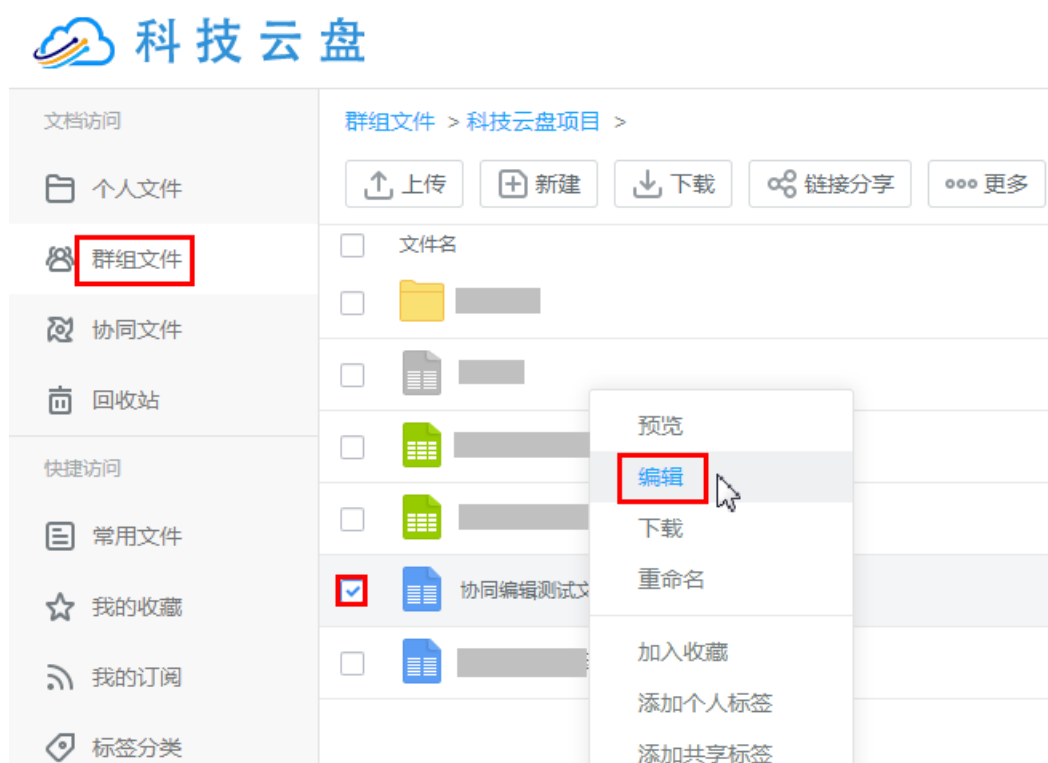 科技云盘
文档访问
个人文件
群组文件
协同文件
回收站
快捷访问
常用文件
我的收藏
我的订阅
标签分类
群组文件 > 科技云盘项目 >
上传 新建 下载 链接分享 更多
文件名
协同编辑测试文
预览
编辑
下载
重命名
加入收藏
添加个人标签
添加共享标签